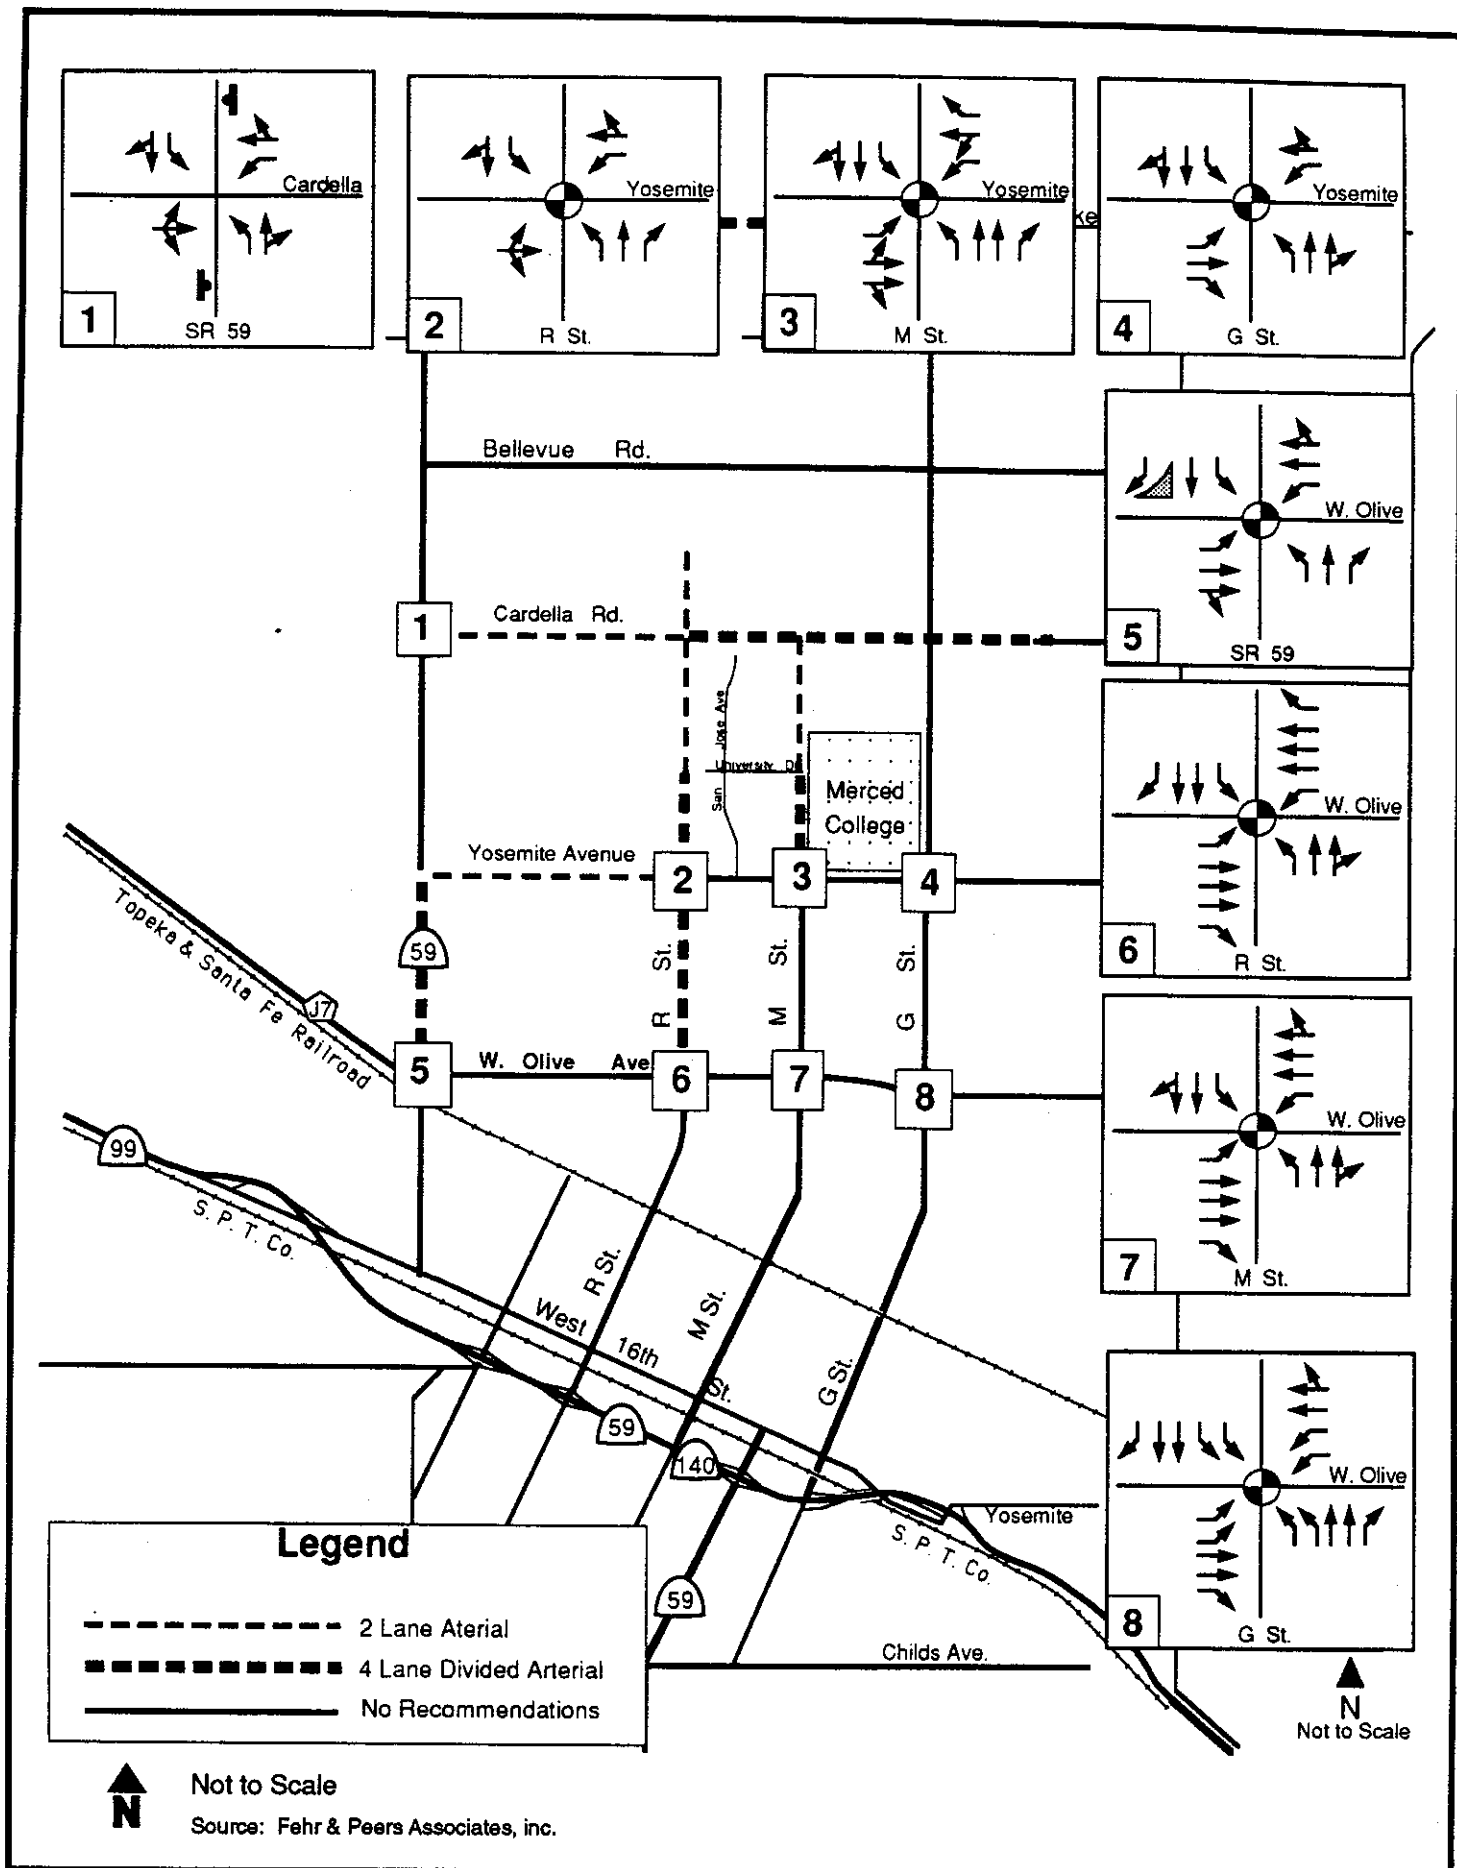 Cardella
1
SR 59
Yosemite
2
R St.
Yosemite
ke
3
M St.
Yosemite
4
G St.
Bellevue Rd.
W. Olive
5
SR 59
1
Cardella Rd.
San Jose Ave
University D
Merced
College
W. Olive
6
R St.
Yosemite Avenue
2
3
4
Topeka & Santa Fe Railroad
J7
59
R St.
M St.
G St.
5
W. Olive Ave
6
7
8
W. Olive
7
M St.
99
S. P. T. Co.
R St.
M St.
G St.
West 16th St.
59
140
W. Olive
8
G St.
Yosemite
S. P. T. Co.
59
Childs Ave.
Legend
2 Lane Aterial
4 Lane Divided Arterial
No Recommendations
N
Not to Scale
N
Not to Scale
Source: Fehr & Peers Associates, inc.